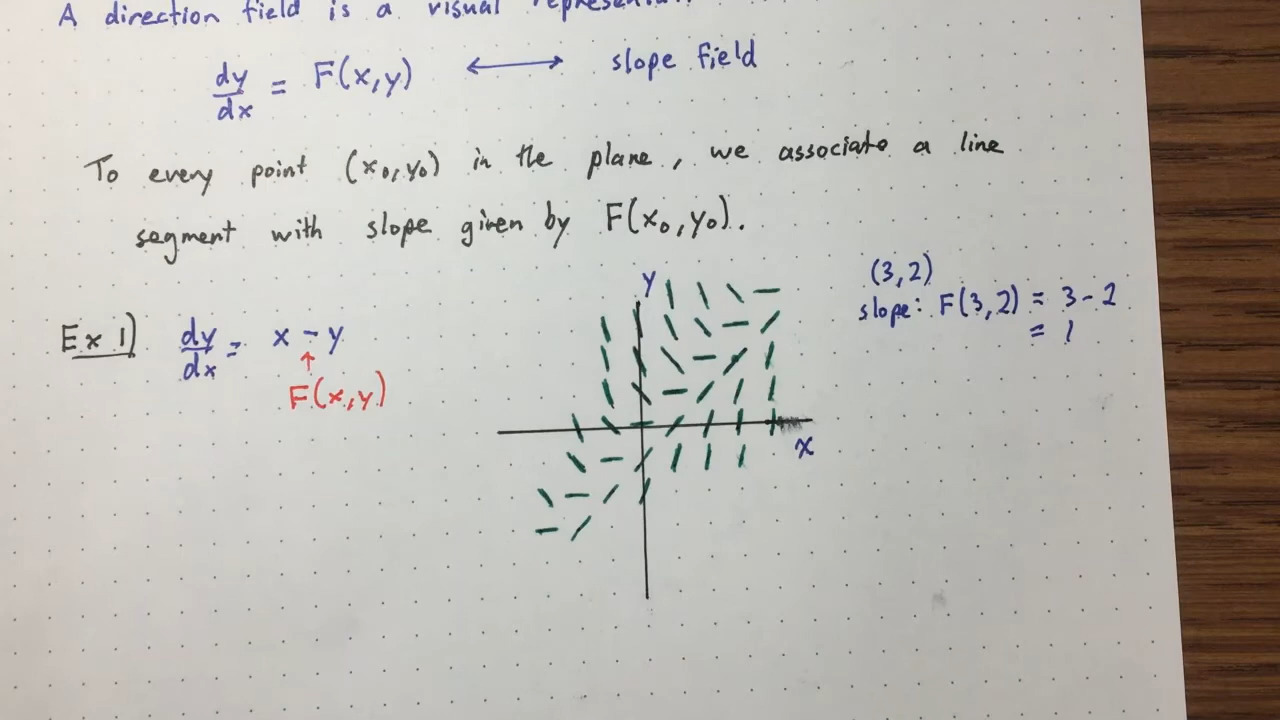 A direction field is a visual
dy/dx = F(x,y) ⟷ slope field
To every point (x₀,y₀) in the plane, we associate a line
segment with slope given by F(x₀,y₀).
Ex 1) dy/dx = x - y
↑
F(x,y)
y
x
(3,2)
slope: F(3,2) = 3-2
= 1